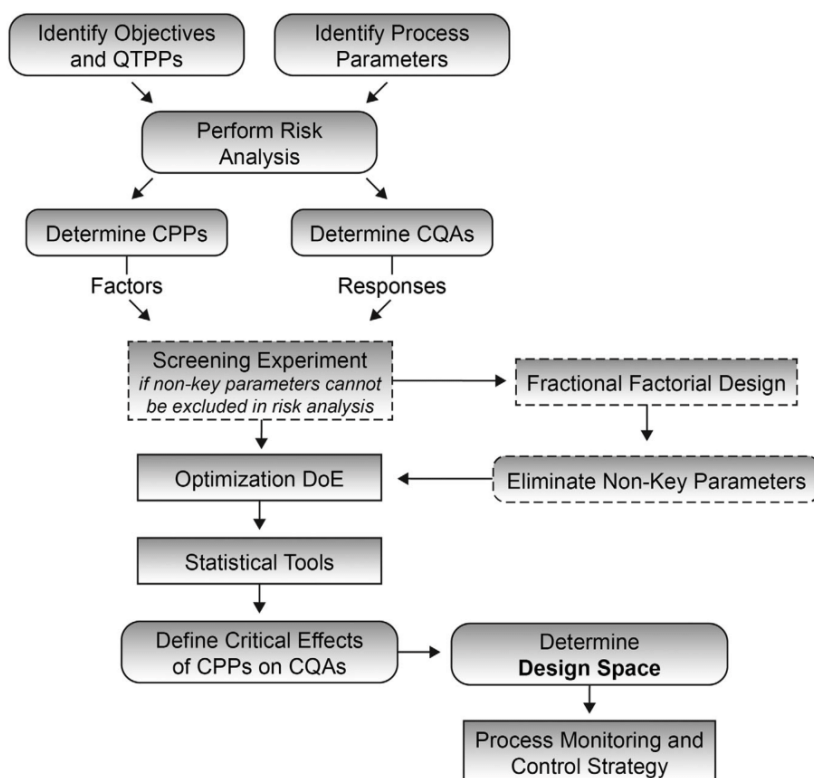 Identify Objectives
and QTPPs
Identify Process
Parameters
Perform Risk
Analysis
Determine CPPs
Determine CQAs
Factors
Responses
Screening Experiment
if non-key parameters cannot
be excluded in risk analysis
Fractional Factorial Design
Optimization DoE
Eliminate Non-Key Parameters
Statistical Tools
Define Critical Effects
of CPPs on CQAs
Determine
Design Space
Process Monitoring and
Control Strategy